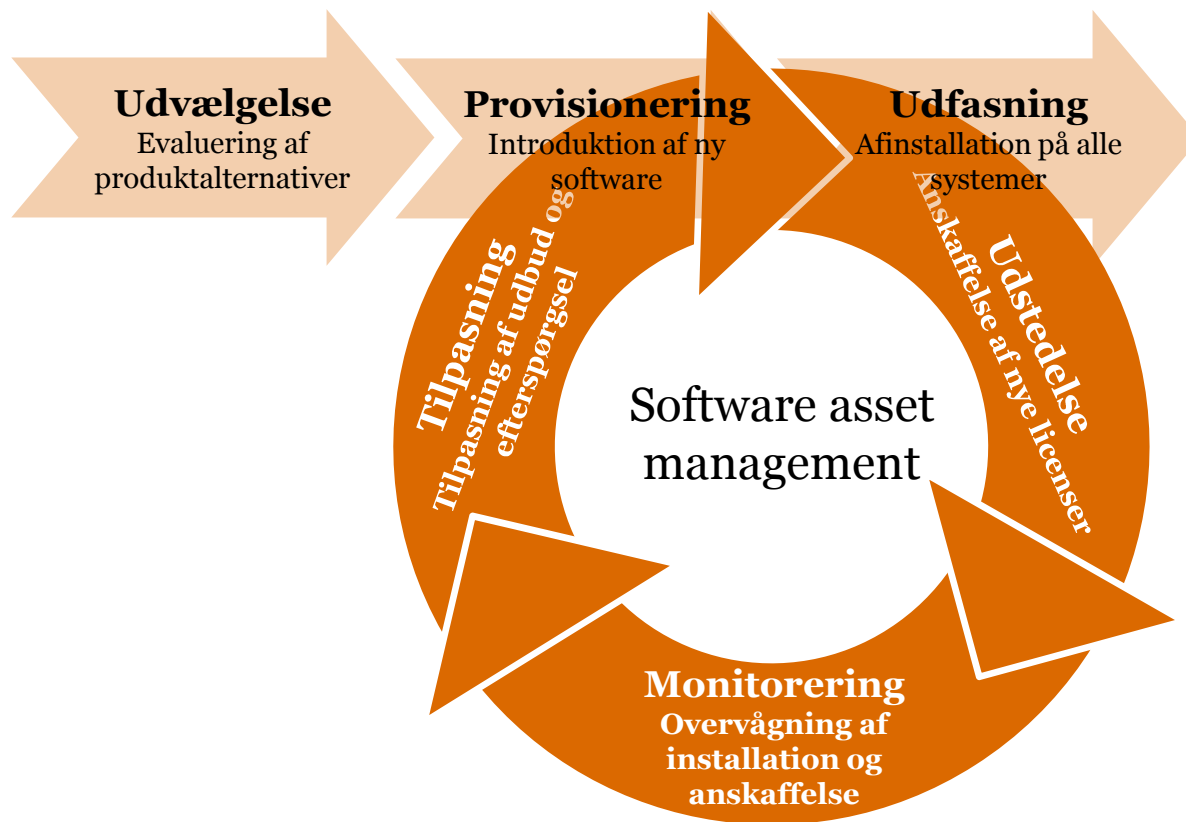 Udvælgelse
Evaluering af
produktalternativer
Provisionering
Introduktion af ny
software
Udfasning
Afinstallation på alle
systemer
Udstedelse
Anskaffelse af nye licenser
Monitorering
Overvågning af
installation og
anskaffelse
Tilpasning
Tilpasning af udbud og
efterspørgsel
Software asset
management